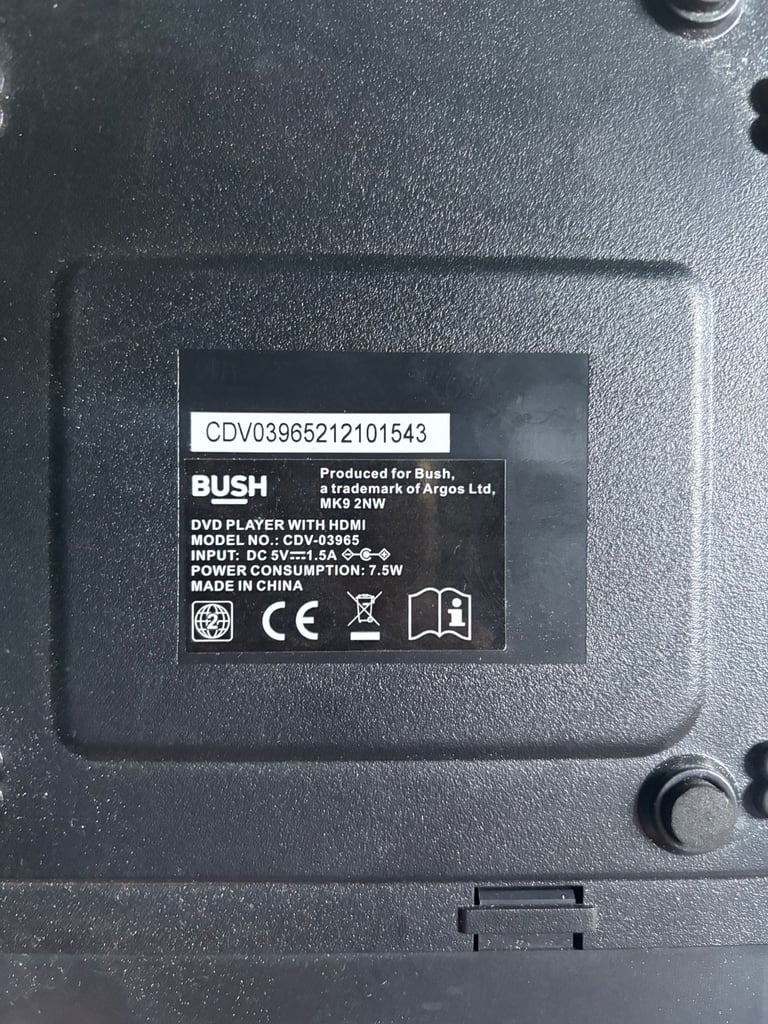 CDV03965212101543
BUSH
Produced for Bush,
a trademark of Argos Ltd,
MK9 2NW
DVD PLAYER WITH HDMI
MODEL NO.: CDV-03965
INPUT: DC 5V⎓1.5A
POWER CONSUMPTION: 7.5W
MADE IN CHINA
2 CE i